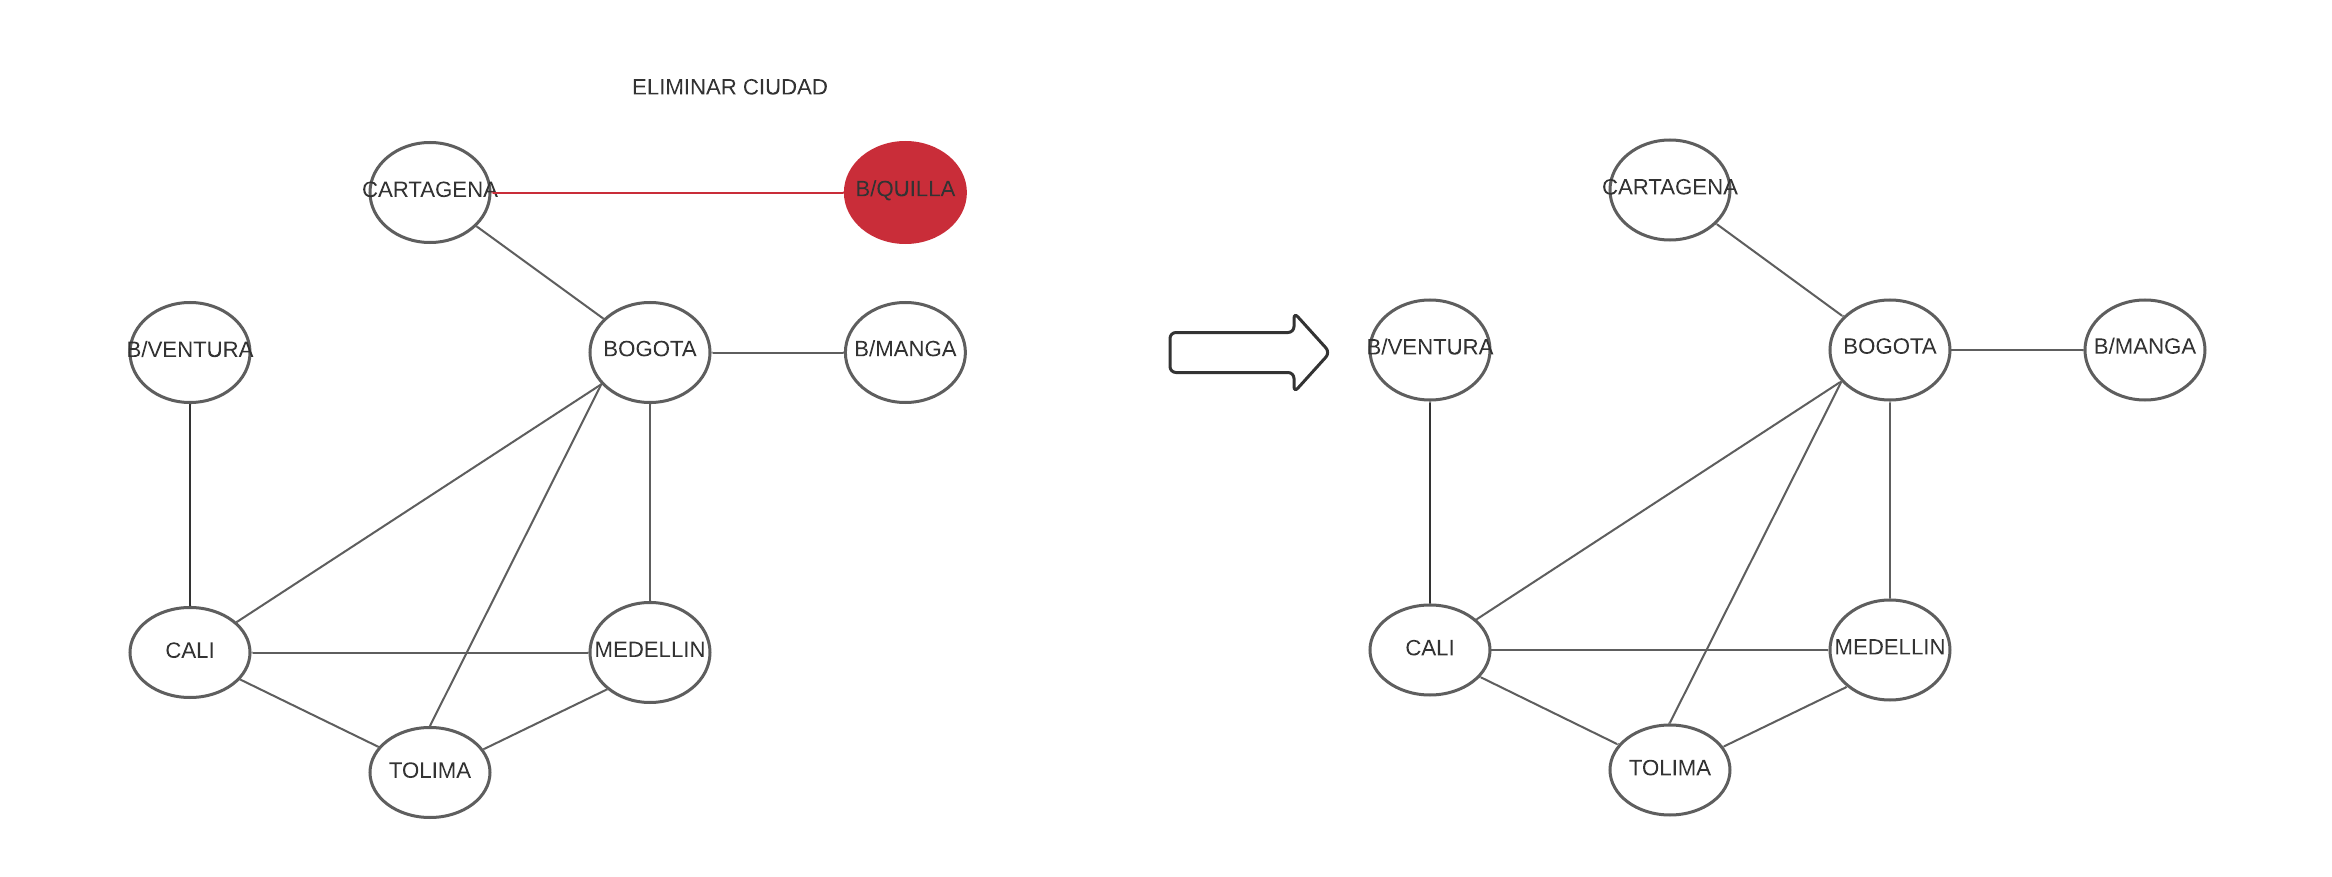 ELIMINAR CIUDAD
CARTAGENA
B/QUILLA
B/VENTURA
BOGOTA
B/MANGA
CALI
MEDELLIN
TOLIMA
CARTAGENA
B/VENTURA
BOGOTA
B/MANGA
CALI
MEDELLIN
TOLIMA